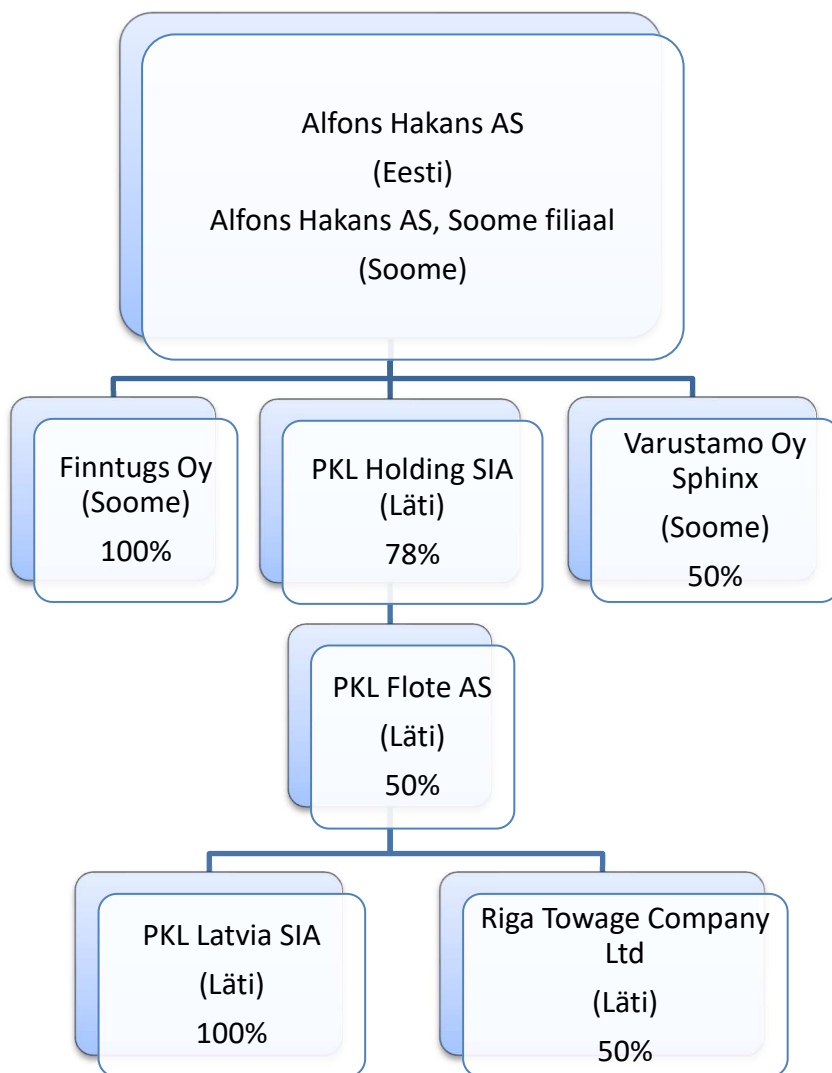 Alfons Hakans AS
(Eesti)
Alfons Hakans AS, Soome filiaal
(Soome)
Finntugs Oy
(Soome)
100%
PKL Holding SIA
(Läti)
78%
Varustamo Oy
Sphinx
(Soome)
50%
PKL Flote AS
(Läti)
50%
PKL Latvia SIA
(Läti)
100%
Riga Towage Company
Ltd
(Läti)
50%